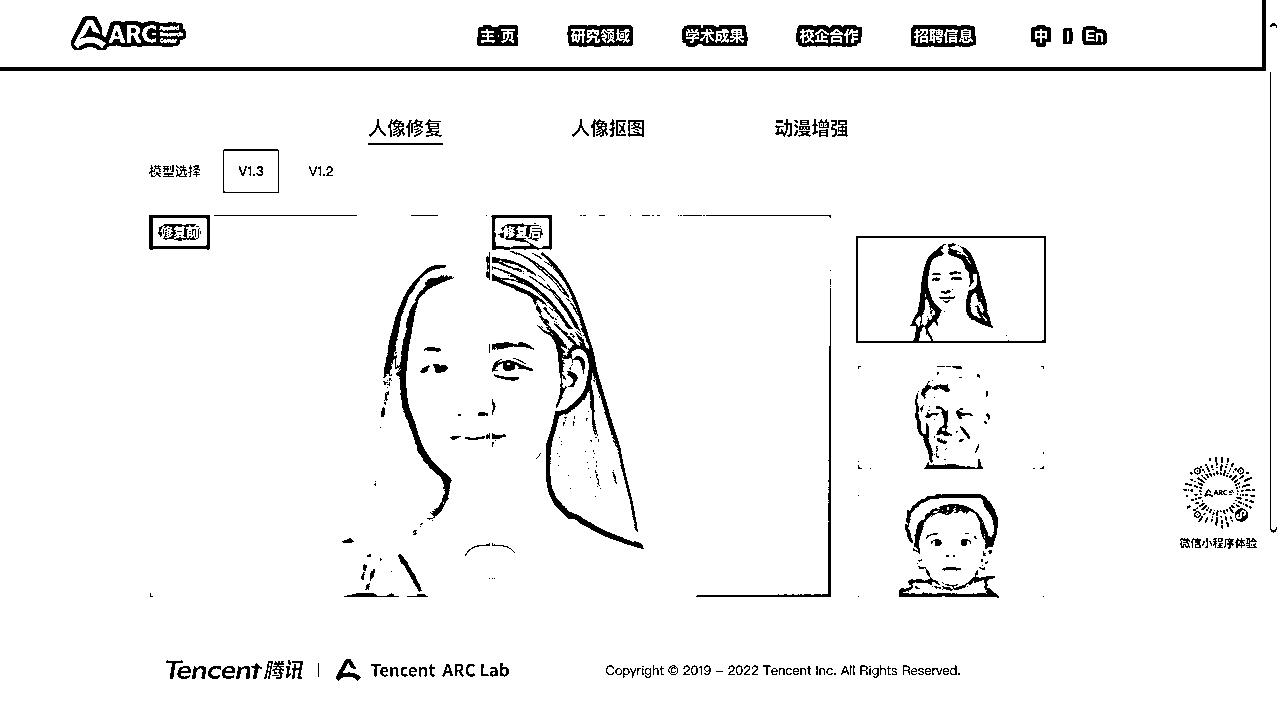 ARC
主页 研究领域 学术成果 校企合作 招聘信息 中 | En
人像修复 人像抠图 动漫增强
模型选择 V1.3 V1.2
修复前 修复后
ARC
微信小程序体验
Tencent 腾讯 | Tencent ARC Lab Copyright © 2019 – 2022 Tencent Inc. All Rights Reserved.